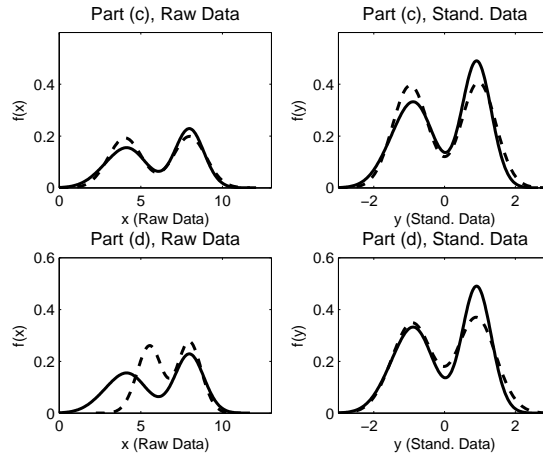 Part (c), Raw Data
f(x)
0.4
0.2
0
0 5 10
x (Raw Data)
Part (c), Stand. Data
f(y)
0.4
0.2
0
−2 0 2
y (Stand. Data)
Part (d), Raw Data
f(x)
0.6
0.4
0.2
0
0 5 10
x (Raw Data)
Part (d), Stand. Data
f(y)
0.6
0.4
0.2
0
−2 0 2
y (Stand. Data)